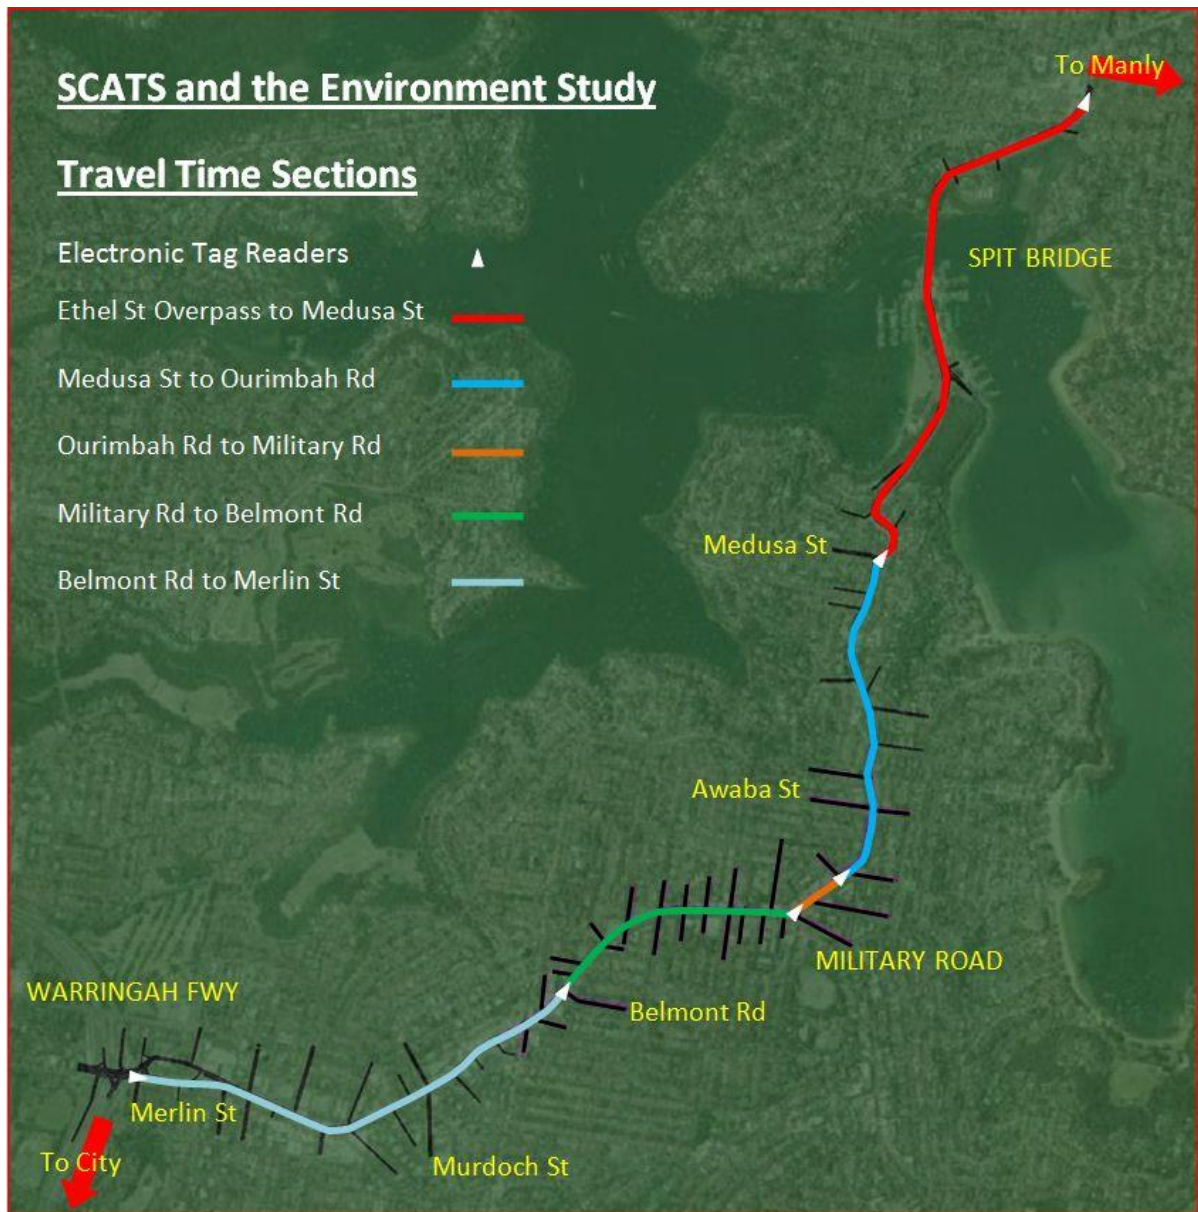 SCATS and the Environment Study
To Manly
Travel Time Sections
Electronic Tag Readers
Ethel St Overpass to Medusa St
SPIT BRIDGE
Medusa St to Ourimbah Rd
Ourimbah Rd to Military Rd
Military Rd to Belmont Rd
Medusa St
Belmont Rd to Merlin St
Awaba St
MILITARY ROAD
WARRINGAH FWY
Belmont Rd
Merlin St
To City
Murdoch St